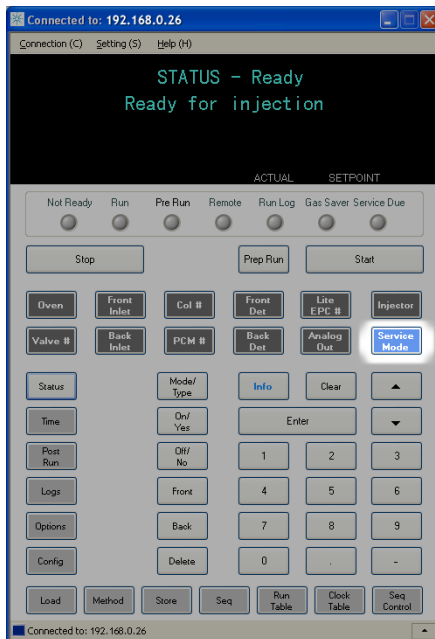 Connected to: 192.168.0.26
Connection (C) Setting (S) Help (H)
STATUS - Ready
Ready for injection
ACTUAL SETPOINT
Not Ready Run Pre Run Remote Run Log Gas Saver Service Due
Stop Prep Run Start
Oven Front Inlet Col # Front Det Lite EPC # Injector
Valve # Back Inlet PCM # Back Det Analog Out Service Mode
Status Mode/Type Info Clear
Time On/Yes Enter
Post Run Off/No 1 2 3
Logs Front 4 5 6
Options Back 7 8 9
Config Delete 0 . -
Load Method Store Seq Run Table Clock Table Seq Control
Connected to: 192.168.0.26